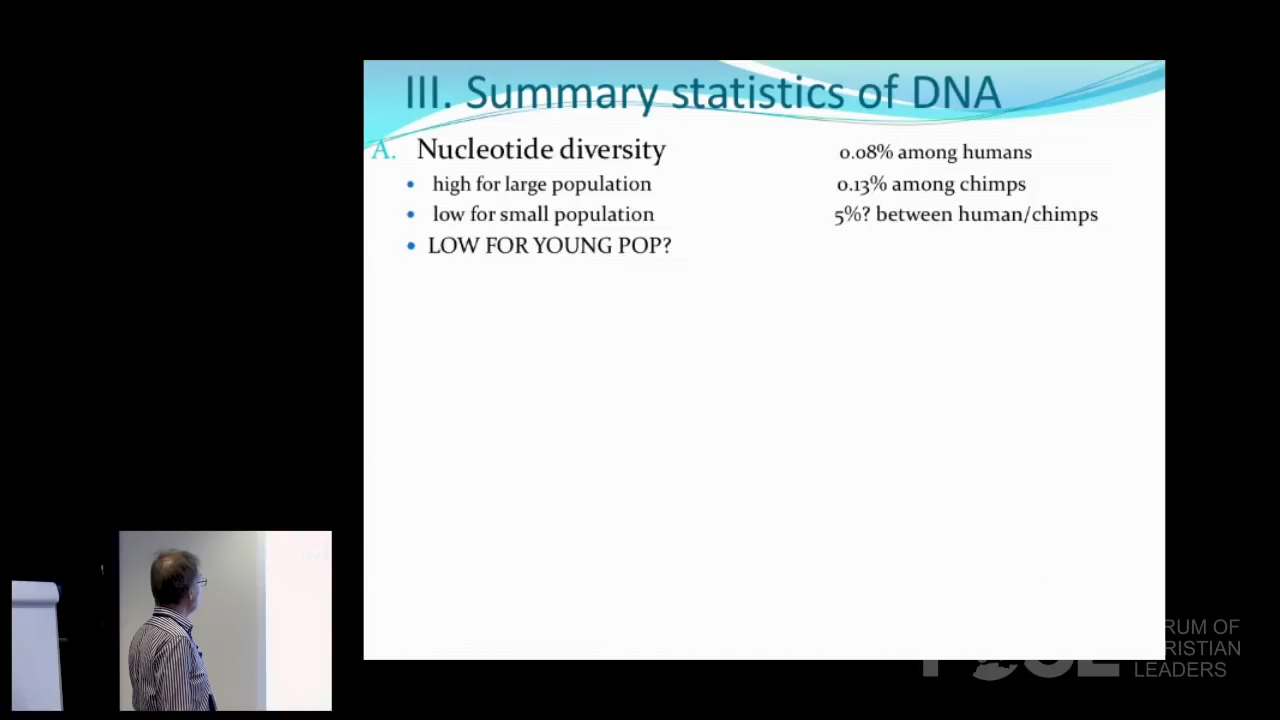 III. Summary statistics of DNA
A. Nucleotide diversity 0.08% among humans
• high for large population 0.13% among chimps
• low for small population 5%? between human/chimps
• LOW FOR YOUNG POP?
RUM OF
RISTIAN
LEADERS